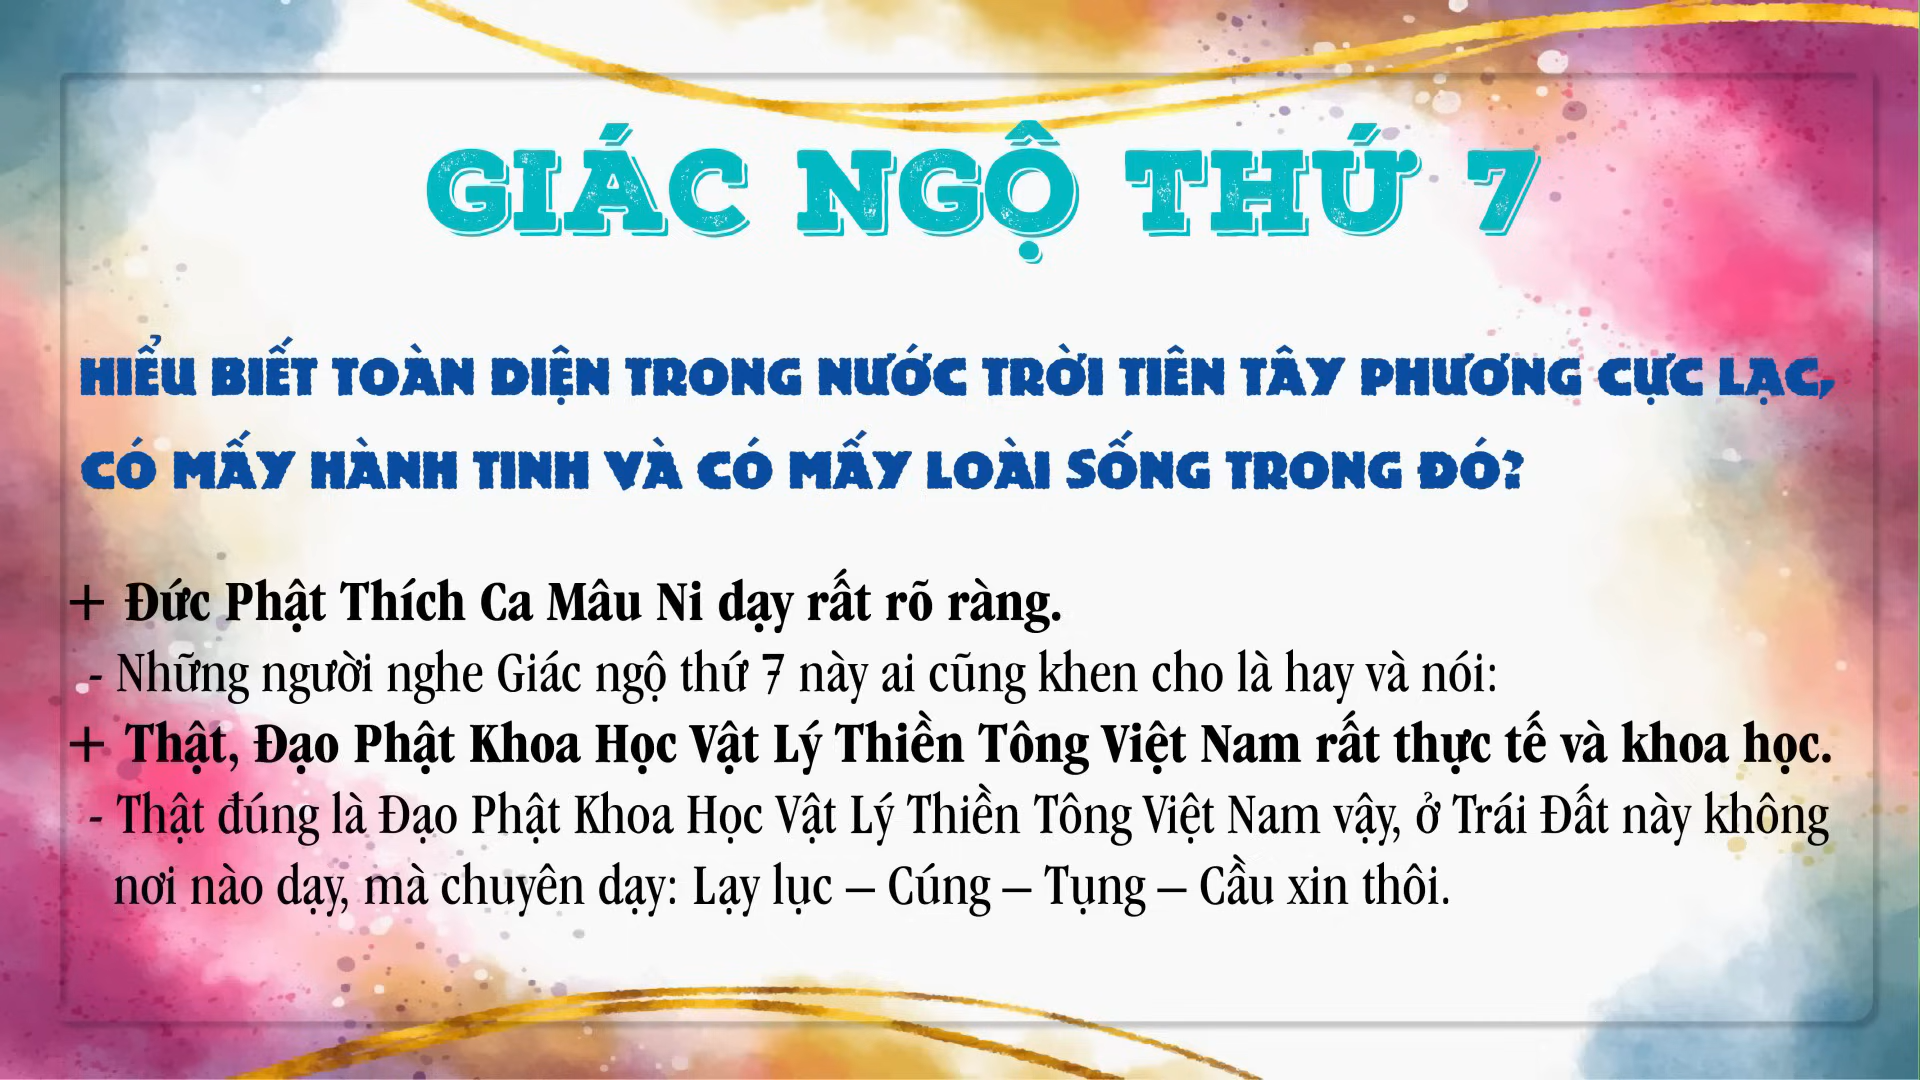 GIÁC NGỘ THỨ 7
HIỂU BIẾT TOÀN DIỆN TRONG NƯỚC TRỜI TIÊN TÂY PHƯƠNG CỰC LẠC,
CÓ MẤY HÀNH TINH VÀ CÓ MẤY LOÀI SỐNG TRONG ĐÓ?
+ Đức Phật Thích Ca Mâu Ni dạy rất rõ ràng.
- Những người nghe Giác ngộ thứ 7 này ai cũng khen cho là hay và nói:
+ Thật, Đạo Phật Khoa Học Vật Lý Thiền Tông Việt Nam rất thực tế và khoa học.
- Thật đúng là Đạo Phật Khoa Học Vật Lý Thiền Tông Việt Nam vậy, ở Trái Đất này không
nơi nào dạy, mà chuyên dạy: Lạy lục – Cúng – Tụng – Cầu xin thôi.